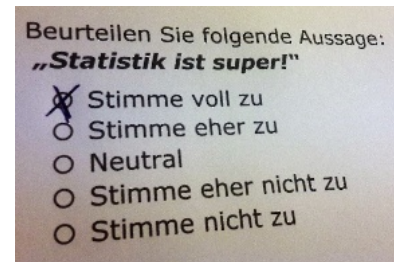 Beurteilen Sie folgende Aussage:
„Statistik ist super!"
Stimme voll zu
Stimme eher zu
Neutral
Stimme eher nicht zu
Stimme nicht zu